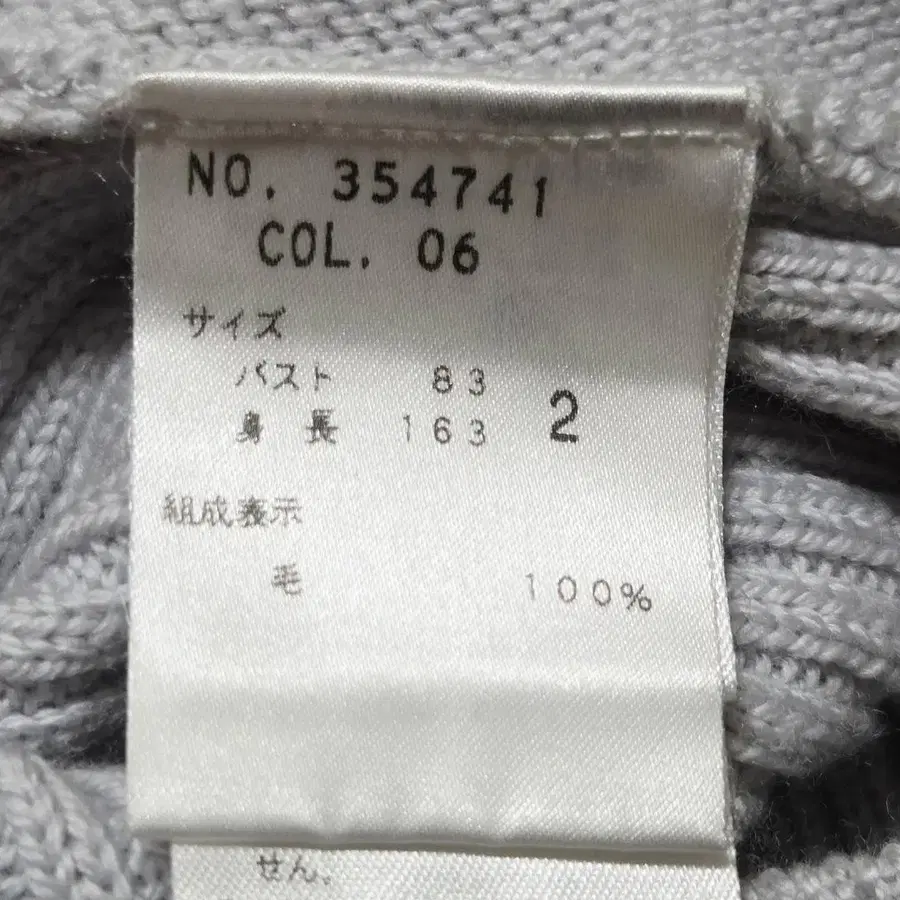 NO. 354741
COL. 06
サイズ
バスト 83
身長 163 2
組成表示
毛 100%
せん。